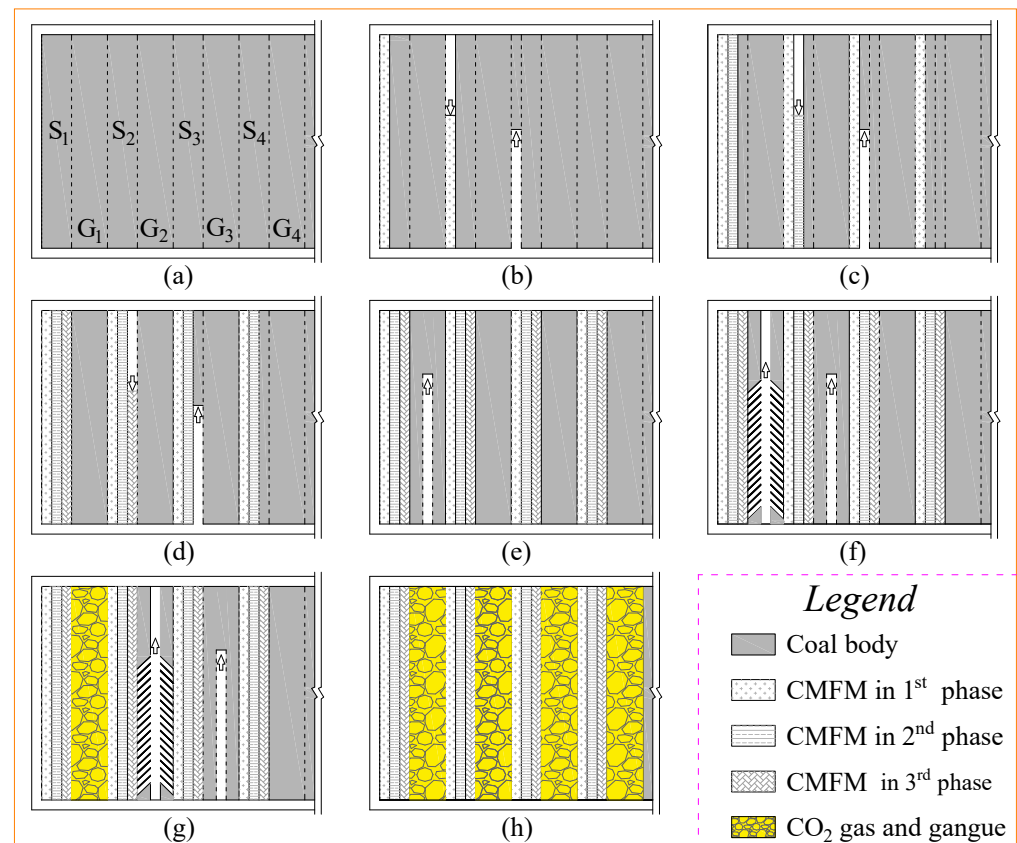 S₁ S₂ S₃ S₄
G₁ G₂ G₃ G₄
(a) (b) (c)
(d) (e) (f)
(g) (h)
Legend
Coal body
CMFM in 1ˢᵗ phase
CMFM in 2ⁿᵈ phase
CMFM in 3ʳᵈ phase
CO₂ gas and gangue